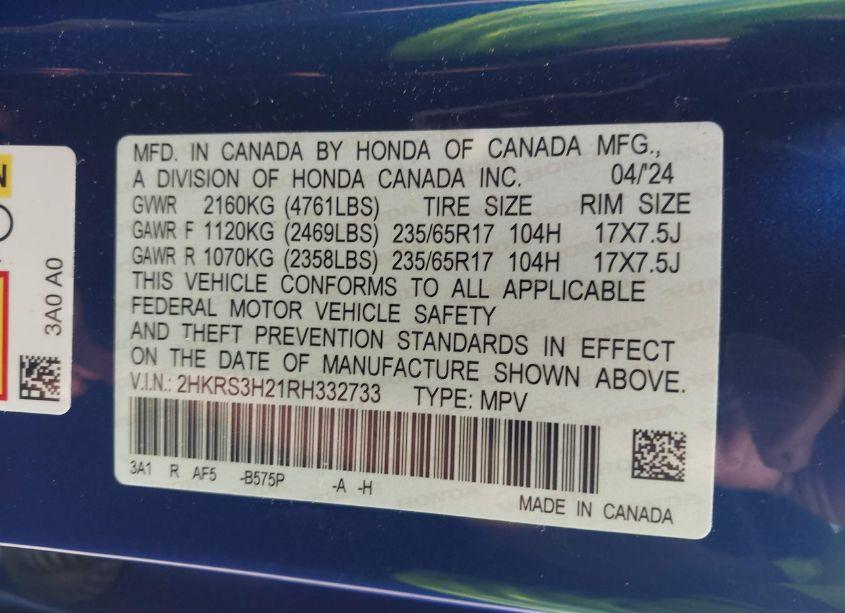 N
3A0 A0
MFD. IN CANADA BY HONDA OF CANADA MFG.,
A DIVISION OF HONDA CANADA INC. 04/'24
GVWR 2160KG (4761LBS) TIRE SIZE RIM SIZE
GAWR F 1120KG (2469LBS) 235/65R17 104H 17X7.5J
GAWR R 1070KG (2358LBS) 235/65R17 104H 17X7.5J
THIS VEHICLE CONFORMS TO ALL APPLICABLE
FEDERAL MOTOR VEHICLE SAFETY
AND THEFT PREVENTION STANDARDS IN EFFECT
ON THE DATE OF MANUFACTURE SHOWN ABOVE.
V.I.N.: 2HKRS3H21RH332733 TYPE: MPV
3A1 R AF5 -B575P -A -H
MADE IN CANADA